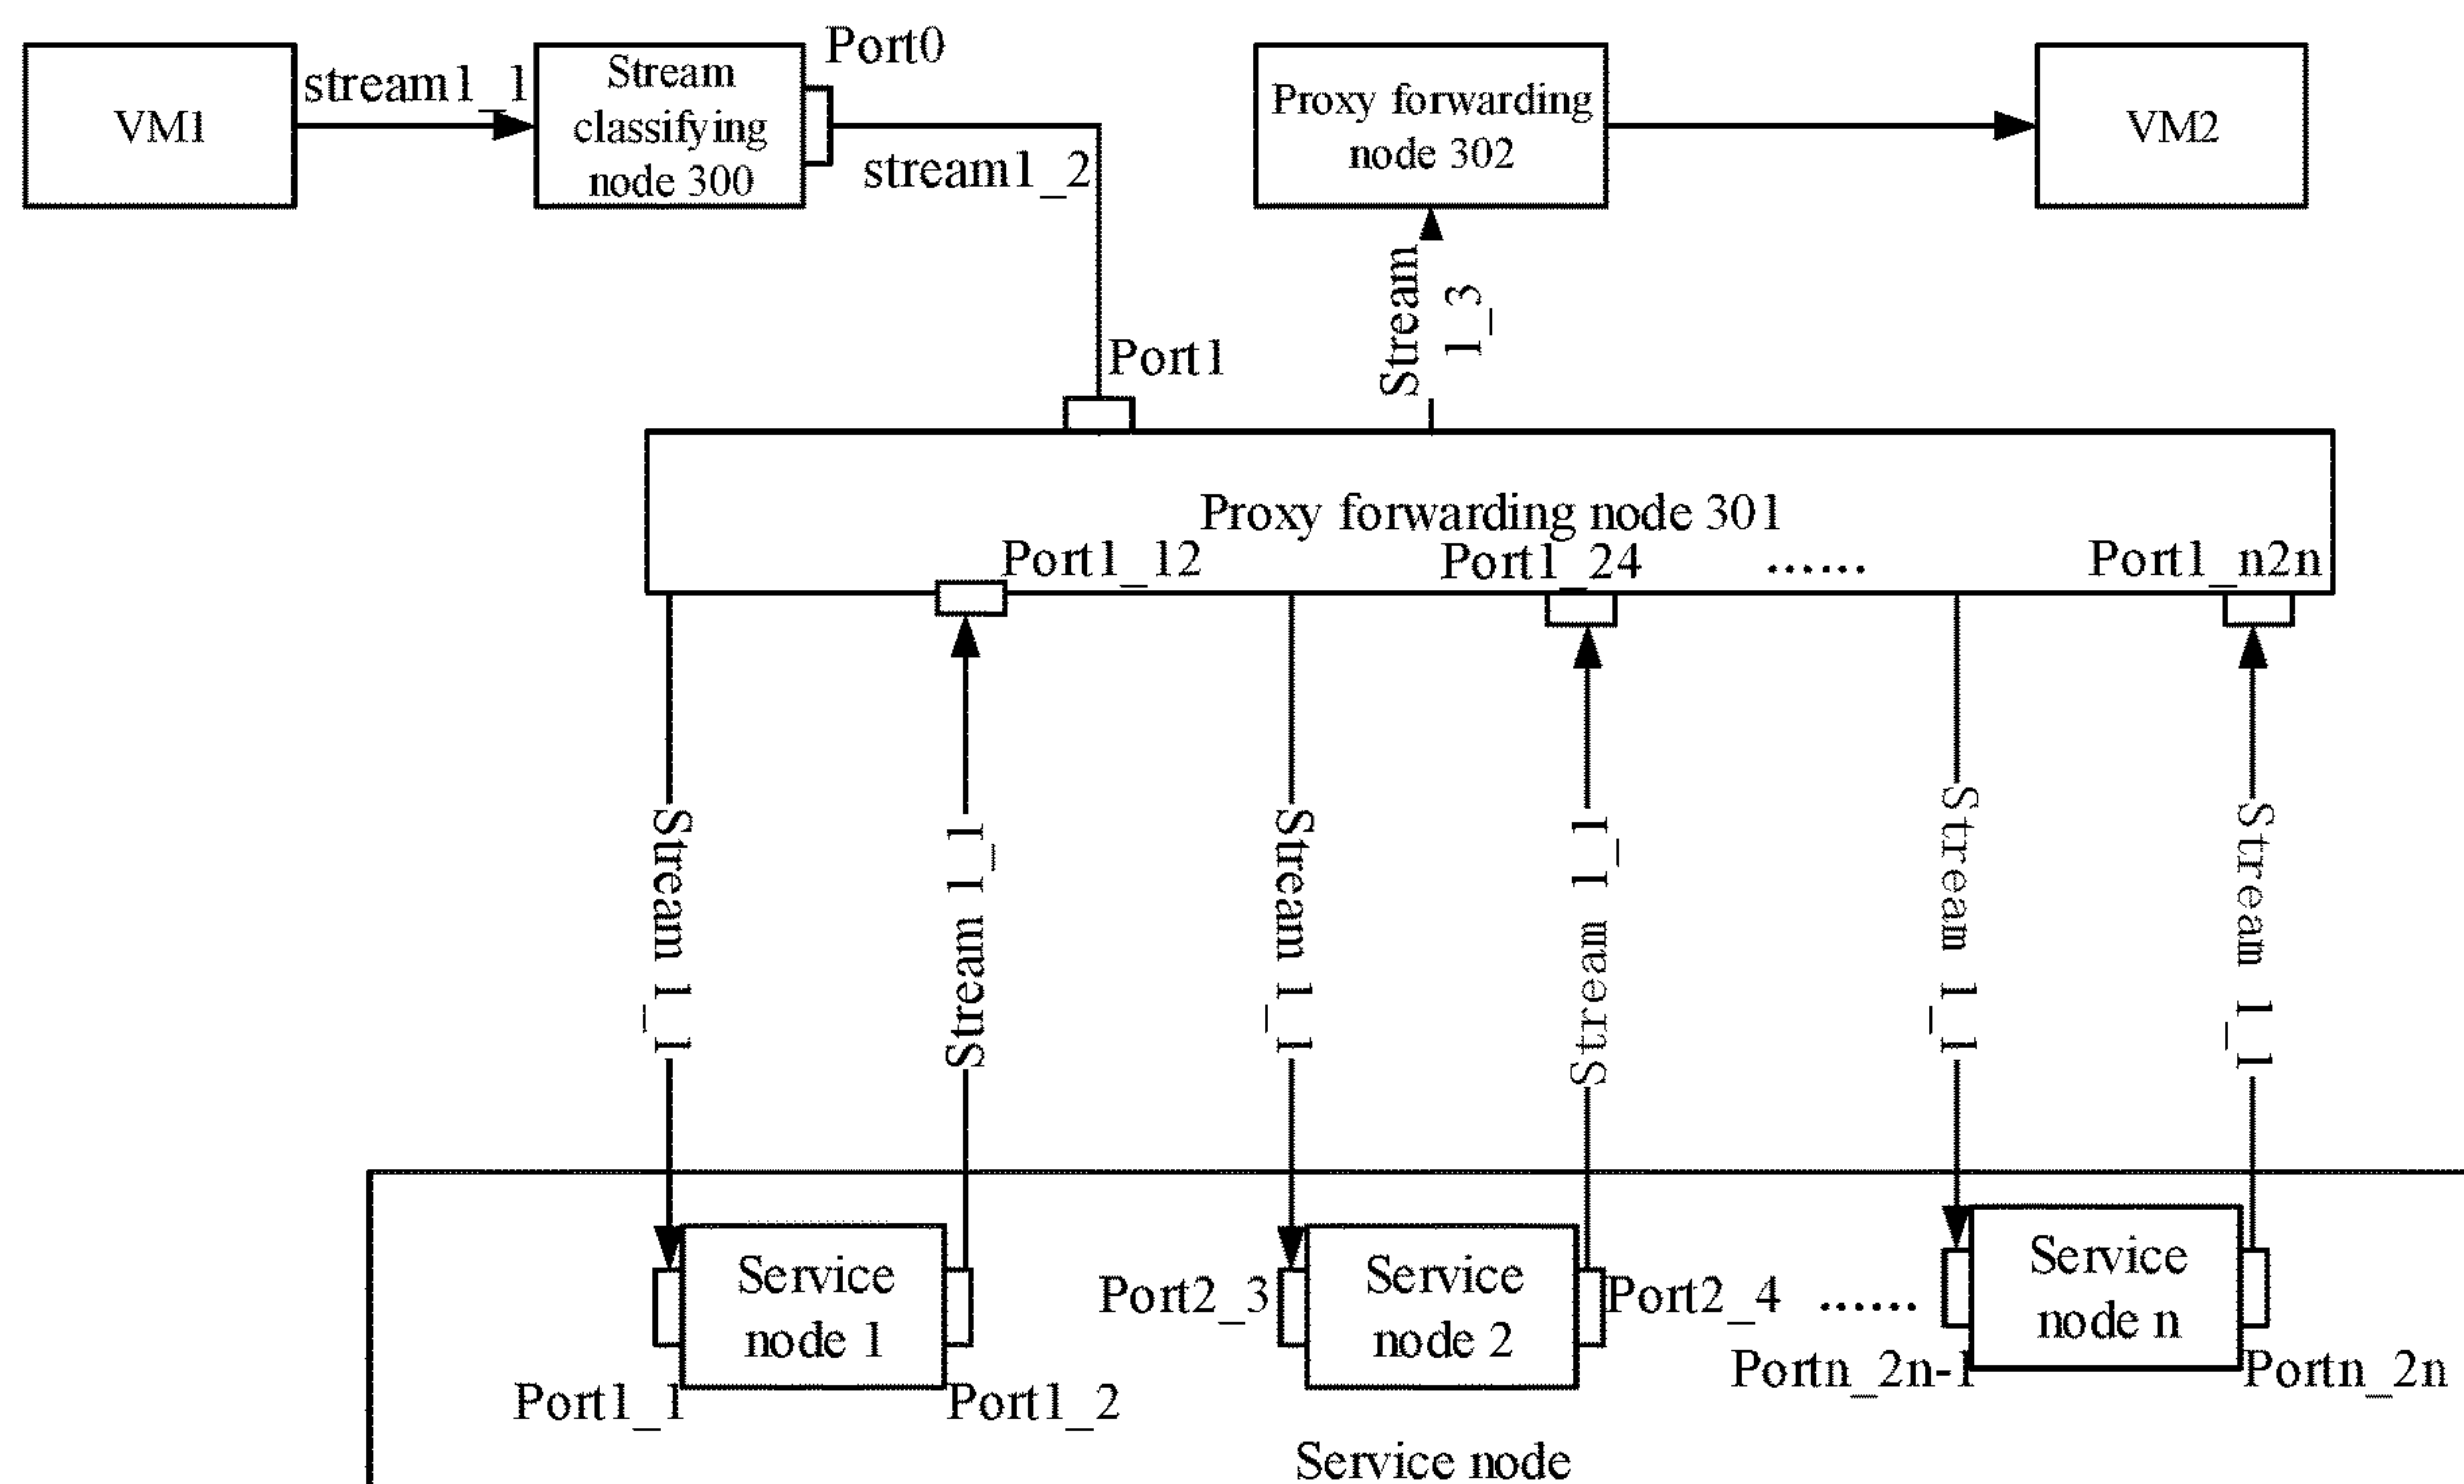 VM1
stream1_1
Stream
classifying
node 300
Port0
stream1_2
Proxy forwarding
node 302
VM2
Stream
1_3
Port1
Proxy forwarding node 301
Port1_12
Port1_24
......
Port1_n2n
Stream 1_1
Stream 1_1
Stream 1_1
Stream 1_1
Stream 1_1
Stream 1_1
Service
node 1
Port1_1
Port1_2
Port2_3
Service
node 2
Port2_4
......
Portn_2n-1
Service
node n
Portn_2n
Service node